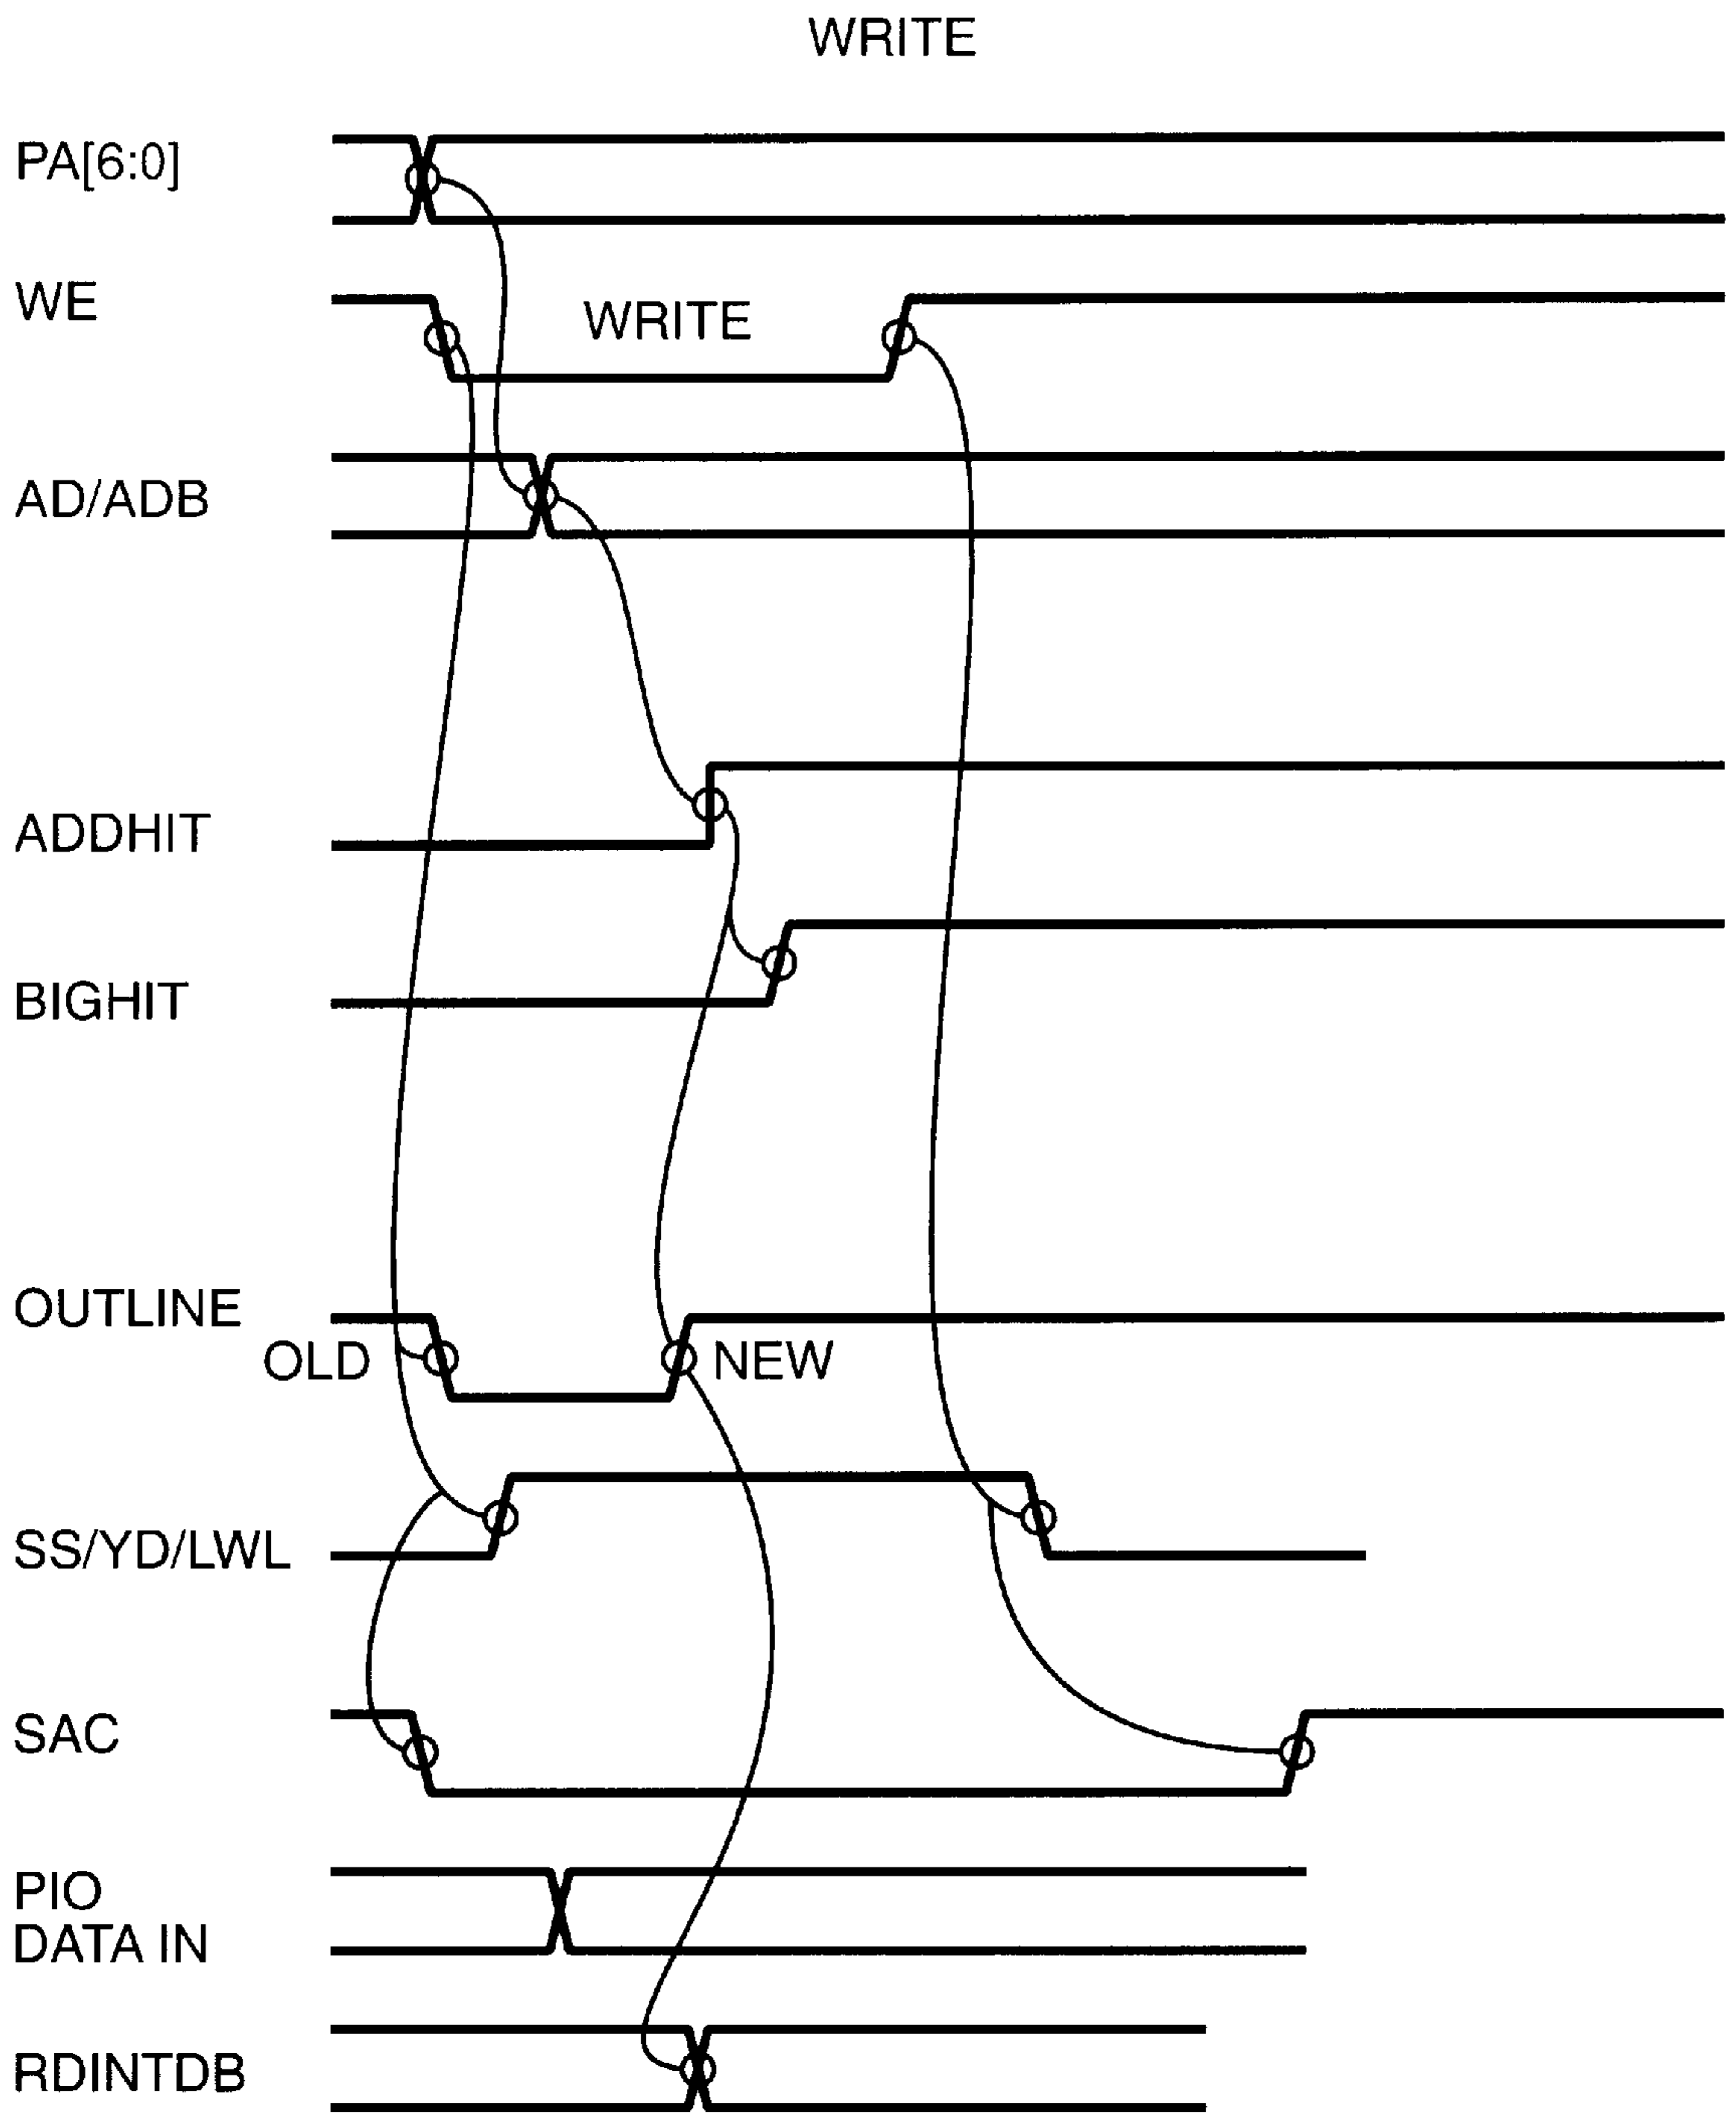 WRITE
PA[6:0]
WE
WRITE
AD/ADB
ADDHIT
BIGHIT
OUTLINE
OLD
NEW
SS/YD/LWL
SAC
PIO
DATA IN
RDINTDB